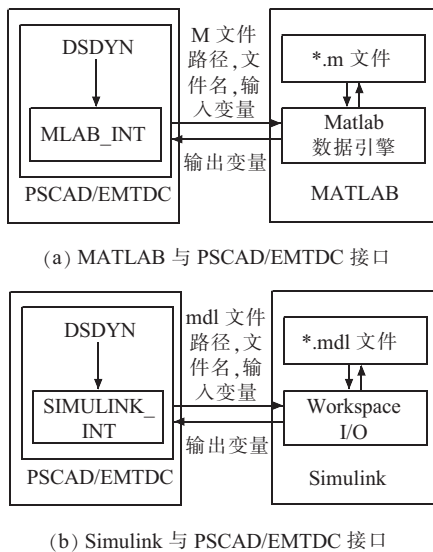 DSDYN
MLAB_INT
PSCAD/EMTDC
M 文件
路径,文
件名,输
入变量
输出变量
*.m 文件
Matlab
数据引擎
MATLAB
(a) MATLAB 与 PSCAD/EMTDC 接口
DSDYN
SIMULINK_
INT
PSCAD/EMTDC
mdl 文件
路径,文
件名,输
入变量
输出变量
*.mdl 文件
Workspace
I/O
Simulink
(b) Simulink 与 PSCAD/EMTDC 接口